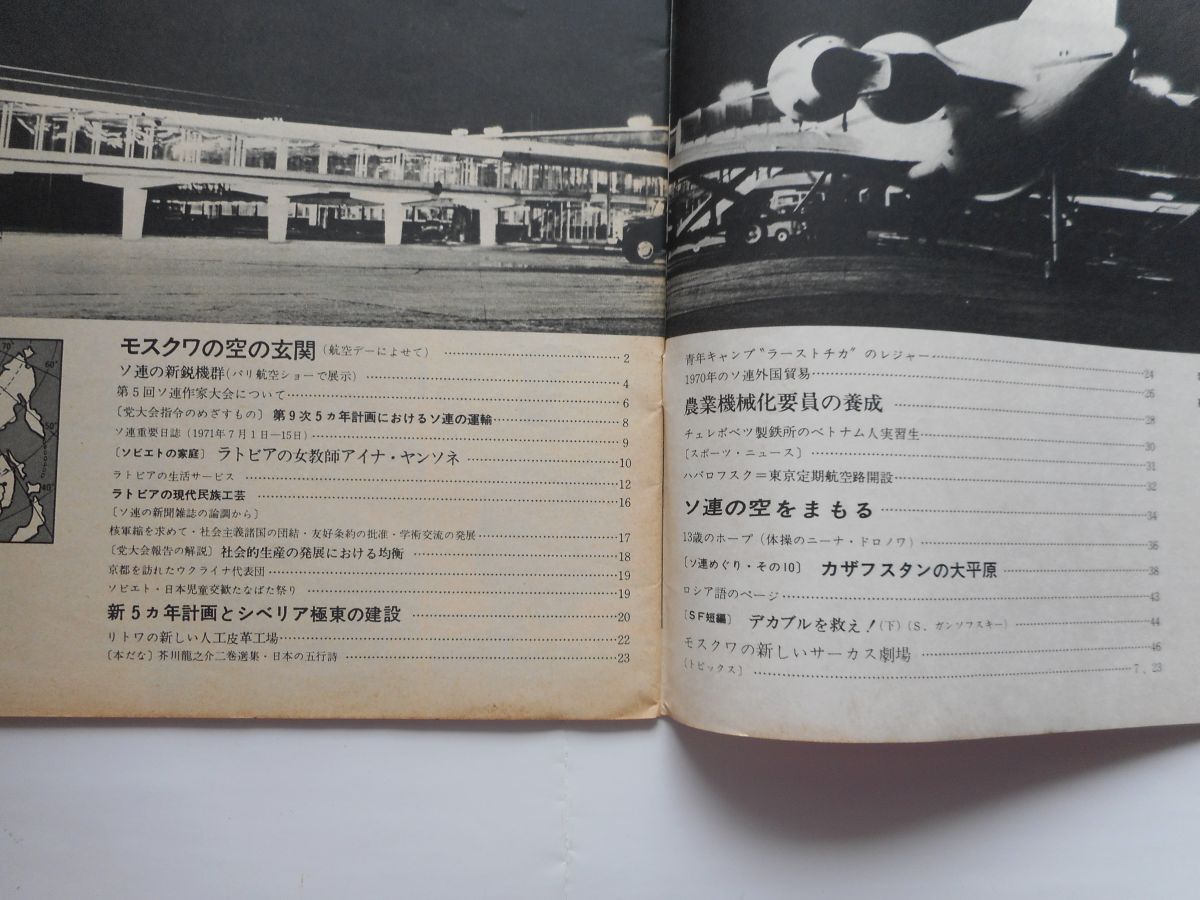 70°
60°
50°
40°
モスクワの空の玄関 (航空デーによせて) 2
ソ連の新鋭機群(パリ航空ショーで展示) 4
第5回ソ連作家大会について 6
〔党大会指令のめざすもの〕 第9次5ヵ年計画におけるソ連の運輸 8
ソ連重要日誌 (1971年7月1日―15日) 9
〔ソビエトの家庭〕 ラトビアの女教師アイナ・ヤンソネ 10
ラトビアの生活サービス 12
ラトビアの現代民族工芸 16
〔ソ連の新聞雑誌の論調から〕
核軍縮を求めて・社会主義諸国の団結・友好条約の批准・学術交流の発展 17
〔党大会報告の解説〕 社会的生産の発展における均衡 18
京都を訪れたウクライナ代表団 19
ソビエト・日本児童交歓たなばた祭り 19
新5ヵ年計画とシベリア極東の建設 20
リトワの新しい人工皮革工場 22
〔本だな〕 芥川龍之介二巻選集・日本の五行詩 23
青年キャンプ“ラーストチカ”のレジャー 24
1970年のソ連外国貿易 26
農業機械化要員の養成 28
チェレポベツ製鉄所のベトナム人実習生 30
〔スポーツ・ニュース〕 31
ハバロフスク＝東京定期航空路開設 32
ソ連の空をまもる 34
13歳のホープ (体操のニーナ・ドロノワ) 36
〔ソ連めぐり・その10〕 カザフスタンの大平原 38
ロシア語のページ 43
〔SF短編〕 デカブルを救え！(下) (S．ガンソフスキー) 44
モスクワの新しいサーカス劇場 46
〔トピックス〕 7，23